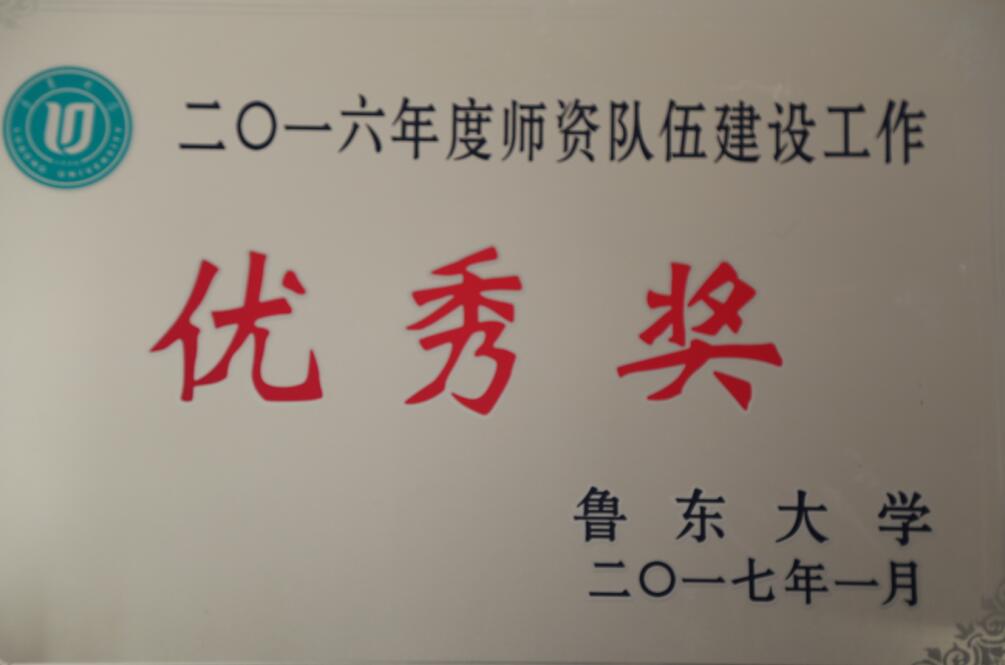 二〇一六年度师资队伍建设工作
优秀奖
鲁东大学
二〇一七年一月